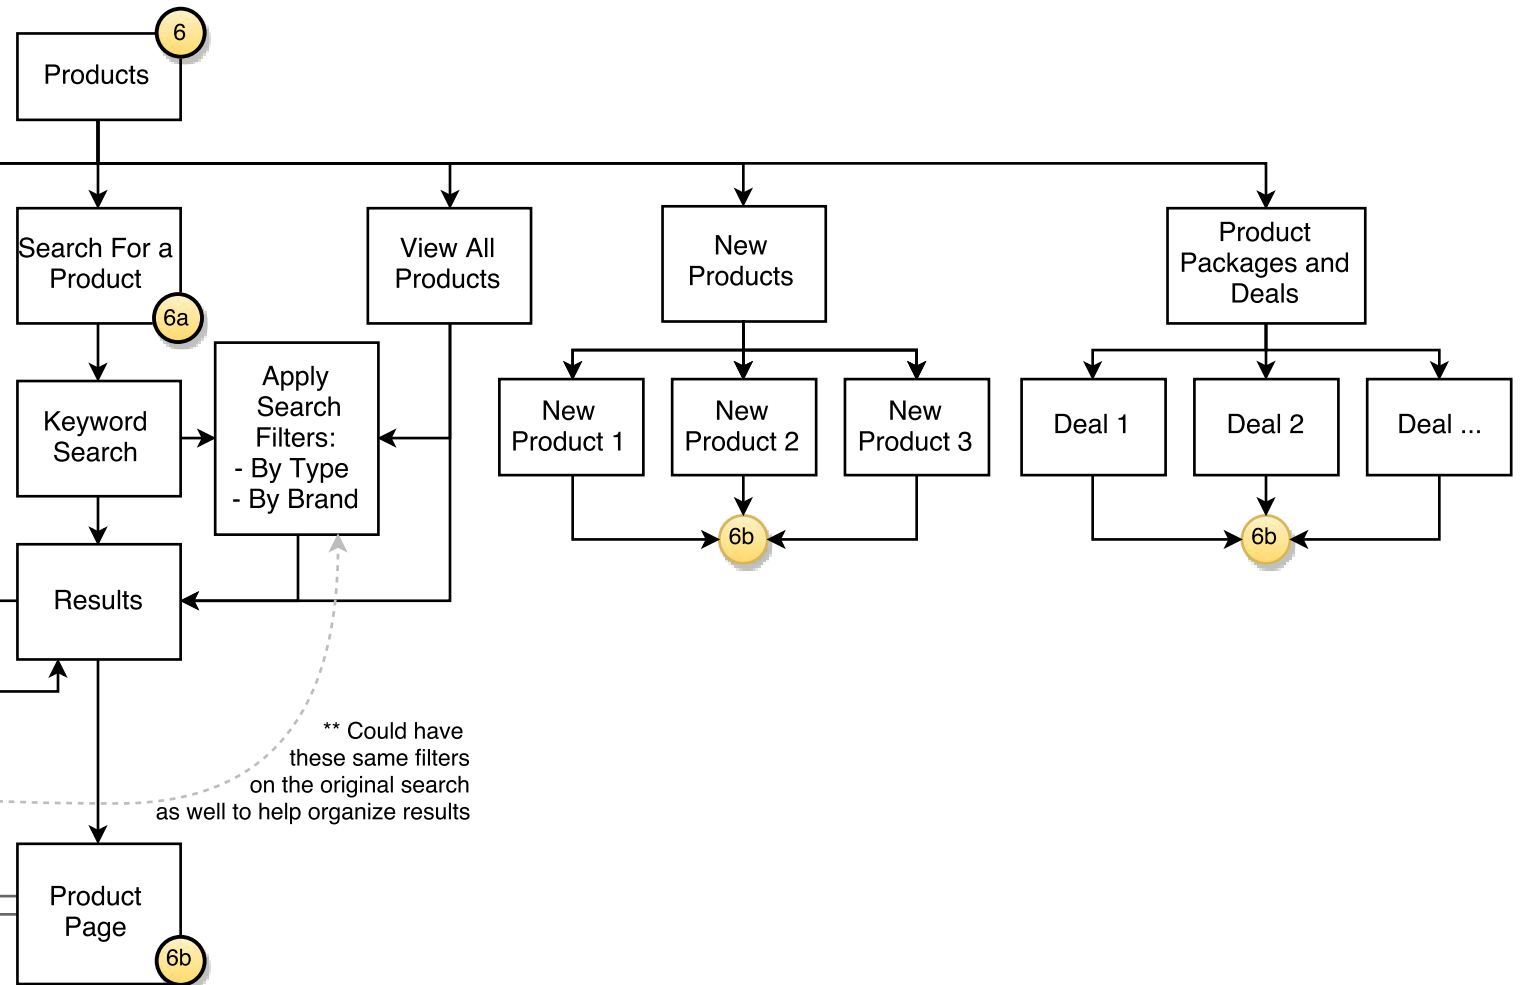 6
Products
Search For a
Product
6a
View All
Products
New
Products
Product
Packages and
Deals
Keyword
Search
Apply
Search
Filters:
- By Type
- By Brand
New
Product 1
New
Product 2
New
Product 3
Deal 1
Deal 2
Deal ...
6b
6b
Results
** Could have
these same filters
on the original search
as well to help organize results
Product
Page
6b